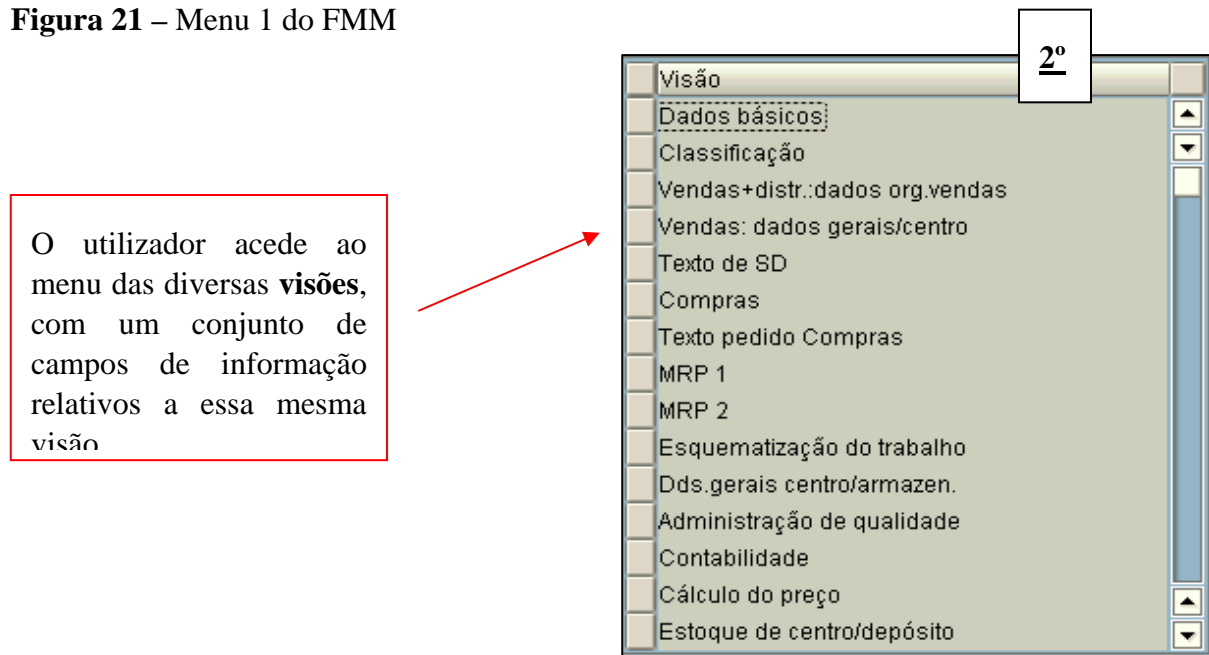 Figura 21 – Menu 1 do FMM
2º
Visão
Dados básicos
Classificação
Vendas+distr.:dados org.vendas
Vendas: dados gerais/centro
Texto de SD
Compras
Texto pedido Compras
MRP 1
MRP 2
Esquematização do trabalho
Dds.gerais centro/armazen.
Administração de qualidade
Contabilidade
Cálculo do preço
Estoque de centro/depósito
O utilizador acede ao
menu das diversas visões,
com um conjunto de
campos de informação
relativos a essa mesma
visão